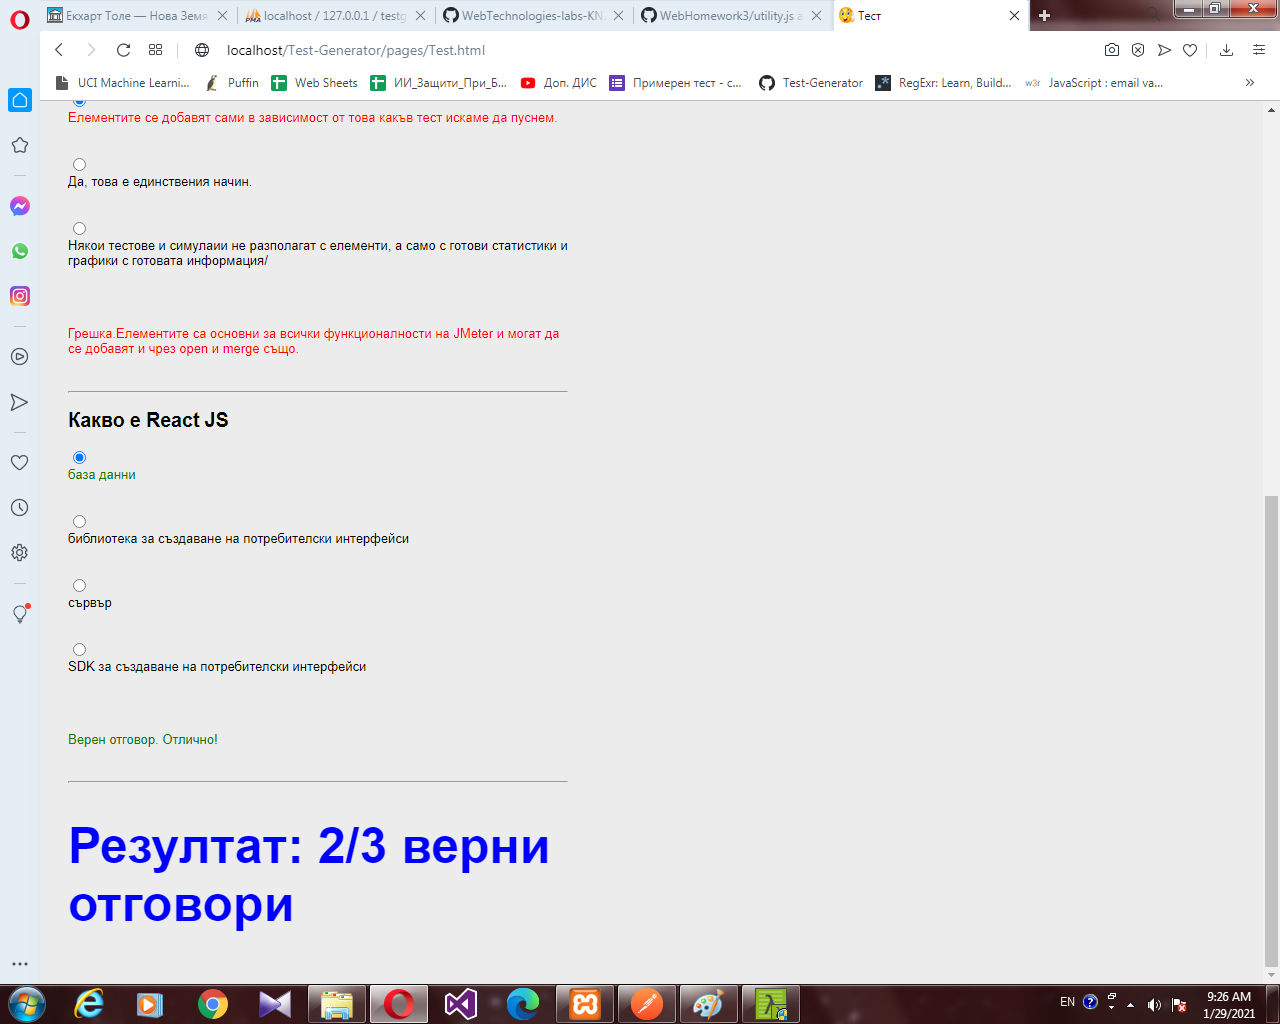 Екхарт Толе — НоваЗемя
localhost / 127.0.0.1 / testg
WebTechnologies-labs-KN
WebHomework3/utility.js a
Тест
localhost/Test-Generator/pages/Test.html
UCI Machine Learni...
Puffin
Web Sheets
ИИ_Защити_При_Б...
Доп. ДИС
Примерен тест - с...
Test-Generator
RegExr: Learn, Build...
w3r JavaScript : email va...
Елементите се добавят сами в зависимост от това какъв тест искаме да пуснем.
Да, това е единствения начин.
Някои тестове и симулаии не разполагат с елементи, а само с готови статистики и
графики с готовата информация/
Грешка.Елементите са основни за всички функционалности на JMeter и могат да
се добавят и чрез open и merge също.
Какво е React JS
база данни
библиотека за създаване на потребителски интерфейси
сървър
SDK за създаване на потребителски интерфейси
Верен отговор. Отлично!
Резултат: 2/3 верни
отговори
EN
9:26 AM
1/29/2021